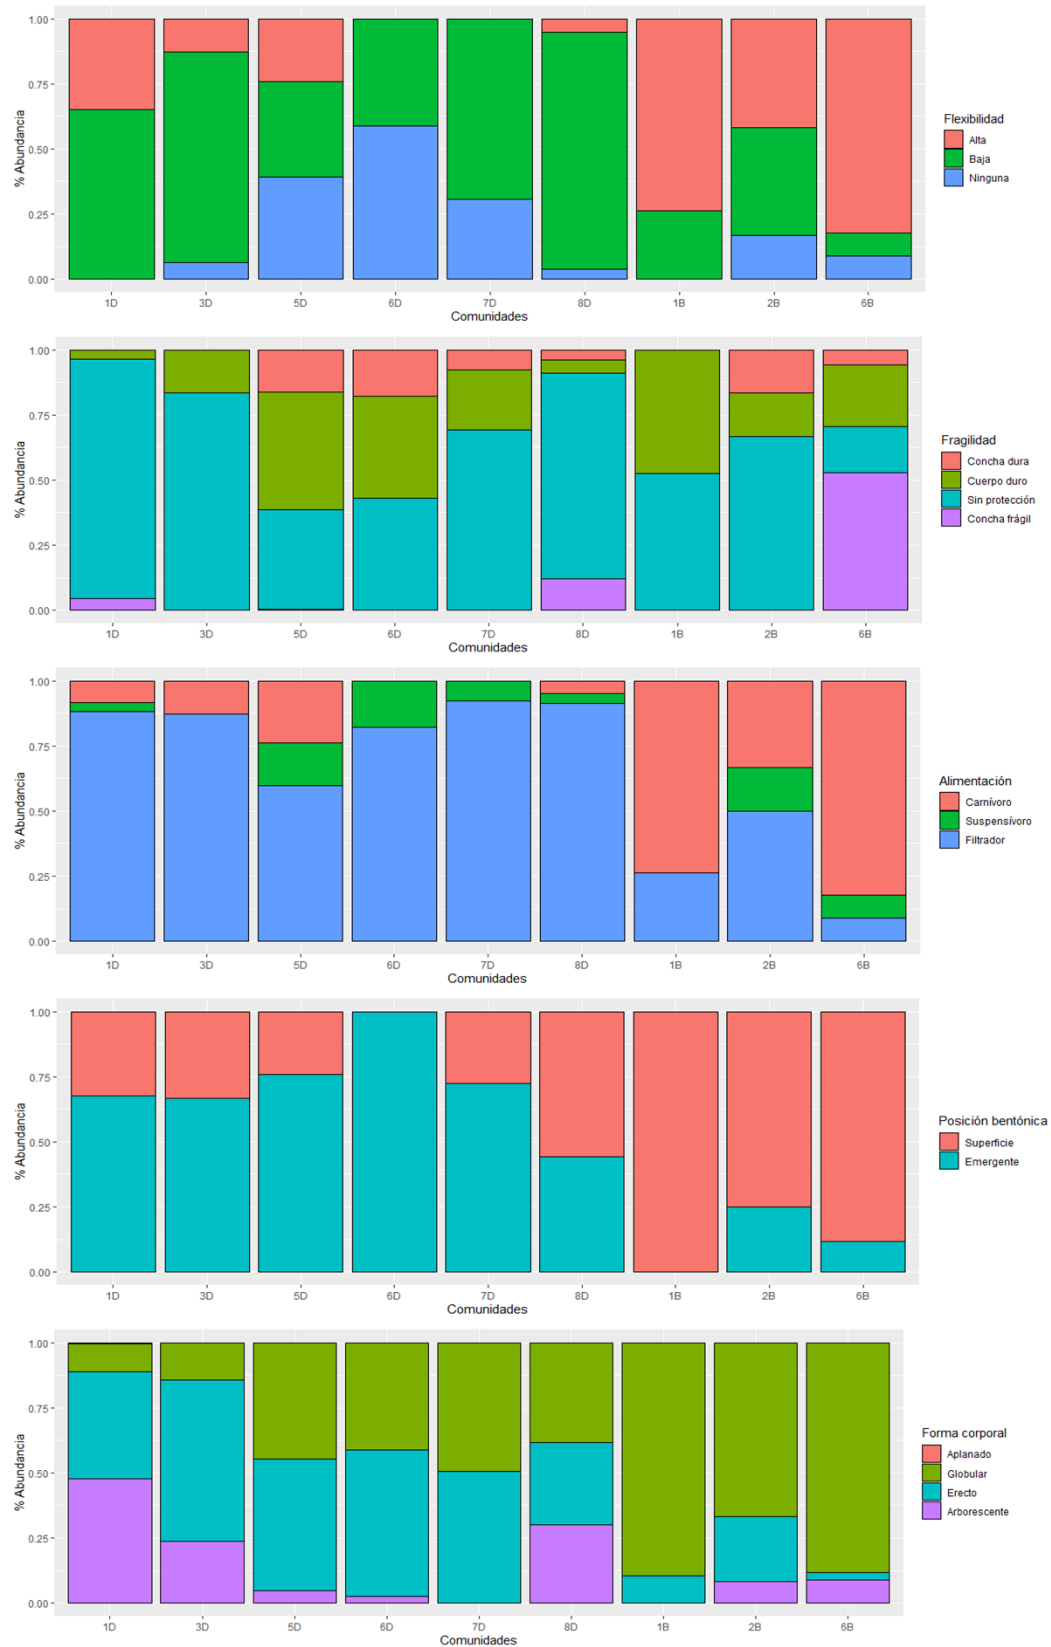 1.00
0.75
0.50
0.25
0.00
% Abundancia
1D 3D 5D 6D 7D 8D 1B 2B 6B
Comunidades
Flexibilidad
Alta
Baja
Ninguna
1.00
0.75
0.50
0.25
0.00
% Abundancia
1D 3D 5D 6D 7D 8D 1B 2B 6B
Comunidades
Fragilidad
Concha dura
Cuerpo duro
Sin protección
Concha frágil
1.00
0.75
0.50
0.25
0.00
% Abundancia
1D 3D 5D 6D 7D 8D 1B 2B 6B
Comunidades
Alimentación
Carnívoro
Suspensívoro
Filtrador
1.00
0.75
0.50
0.25
0.00
% Abundancia
1D 3D 5D 6D 7D 8D 1B 2B 6B
Comunidades
Posición bentónica
Superficie
Emergente
1.00
0.75
0.50
0.25
0.00
% Abundancia
1D 3D 5D 6D 7D 8D 1B 2B 6B
Comunidades
Forma corporal
Aplanado
Globular
Erecto
Arborescente